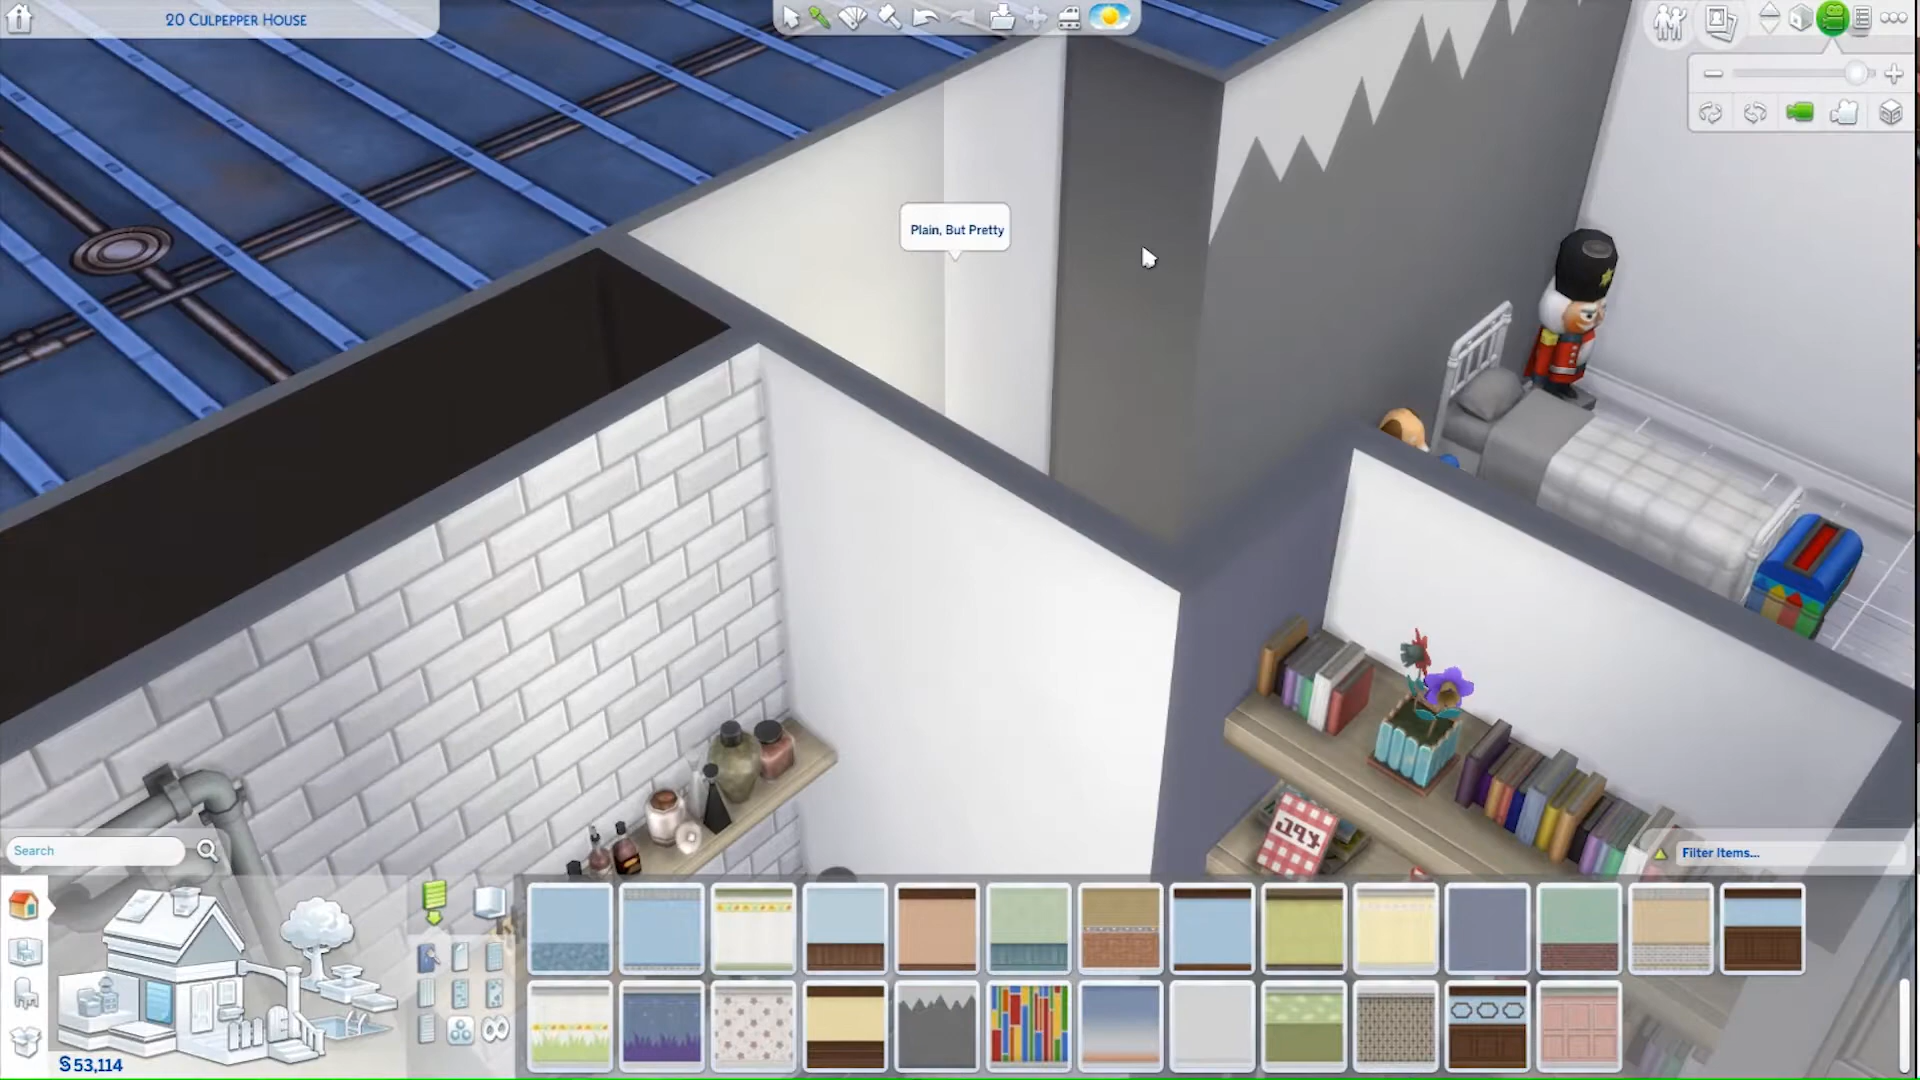 20 Culpepper House
Plain, But Pretty
Search
Filter Items...
§53,114